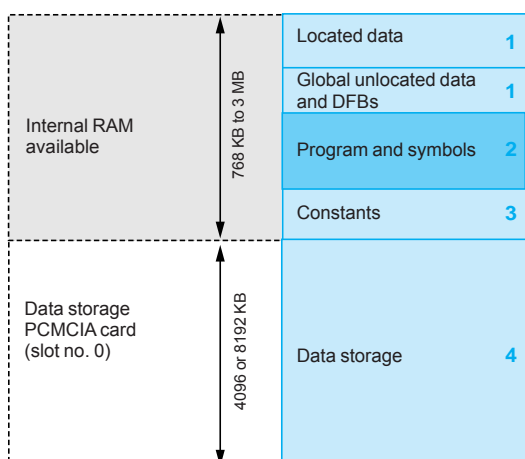 Located data 1
Global unlocated data
and DFBs 1
Internal RAM
available
768 KB to 3 MB
Program and symbols 2
Constants 3
Data storage
PCMCIA card
(slot no. 0)
4096 or 8192 KB
Data storage 4